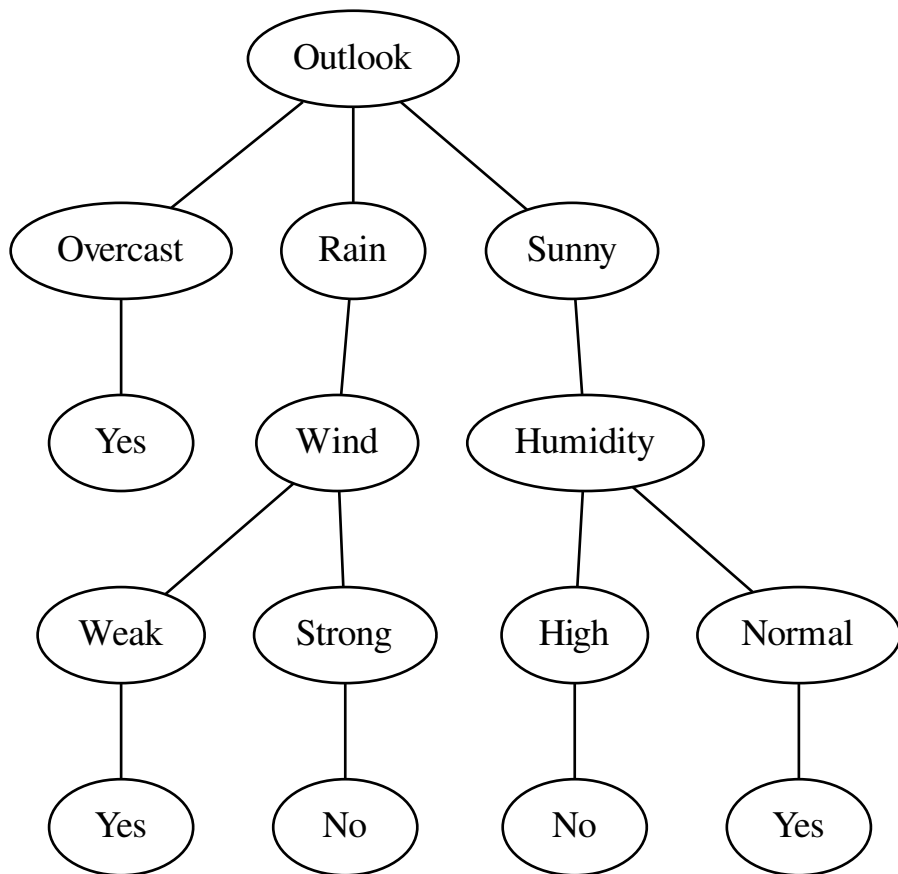 Outlook
Overcast Rain Sunny
Yes Wind Humidity
Weak Strong High Normal
Yes No No Yes